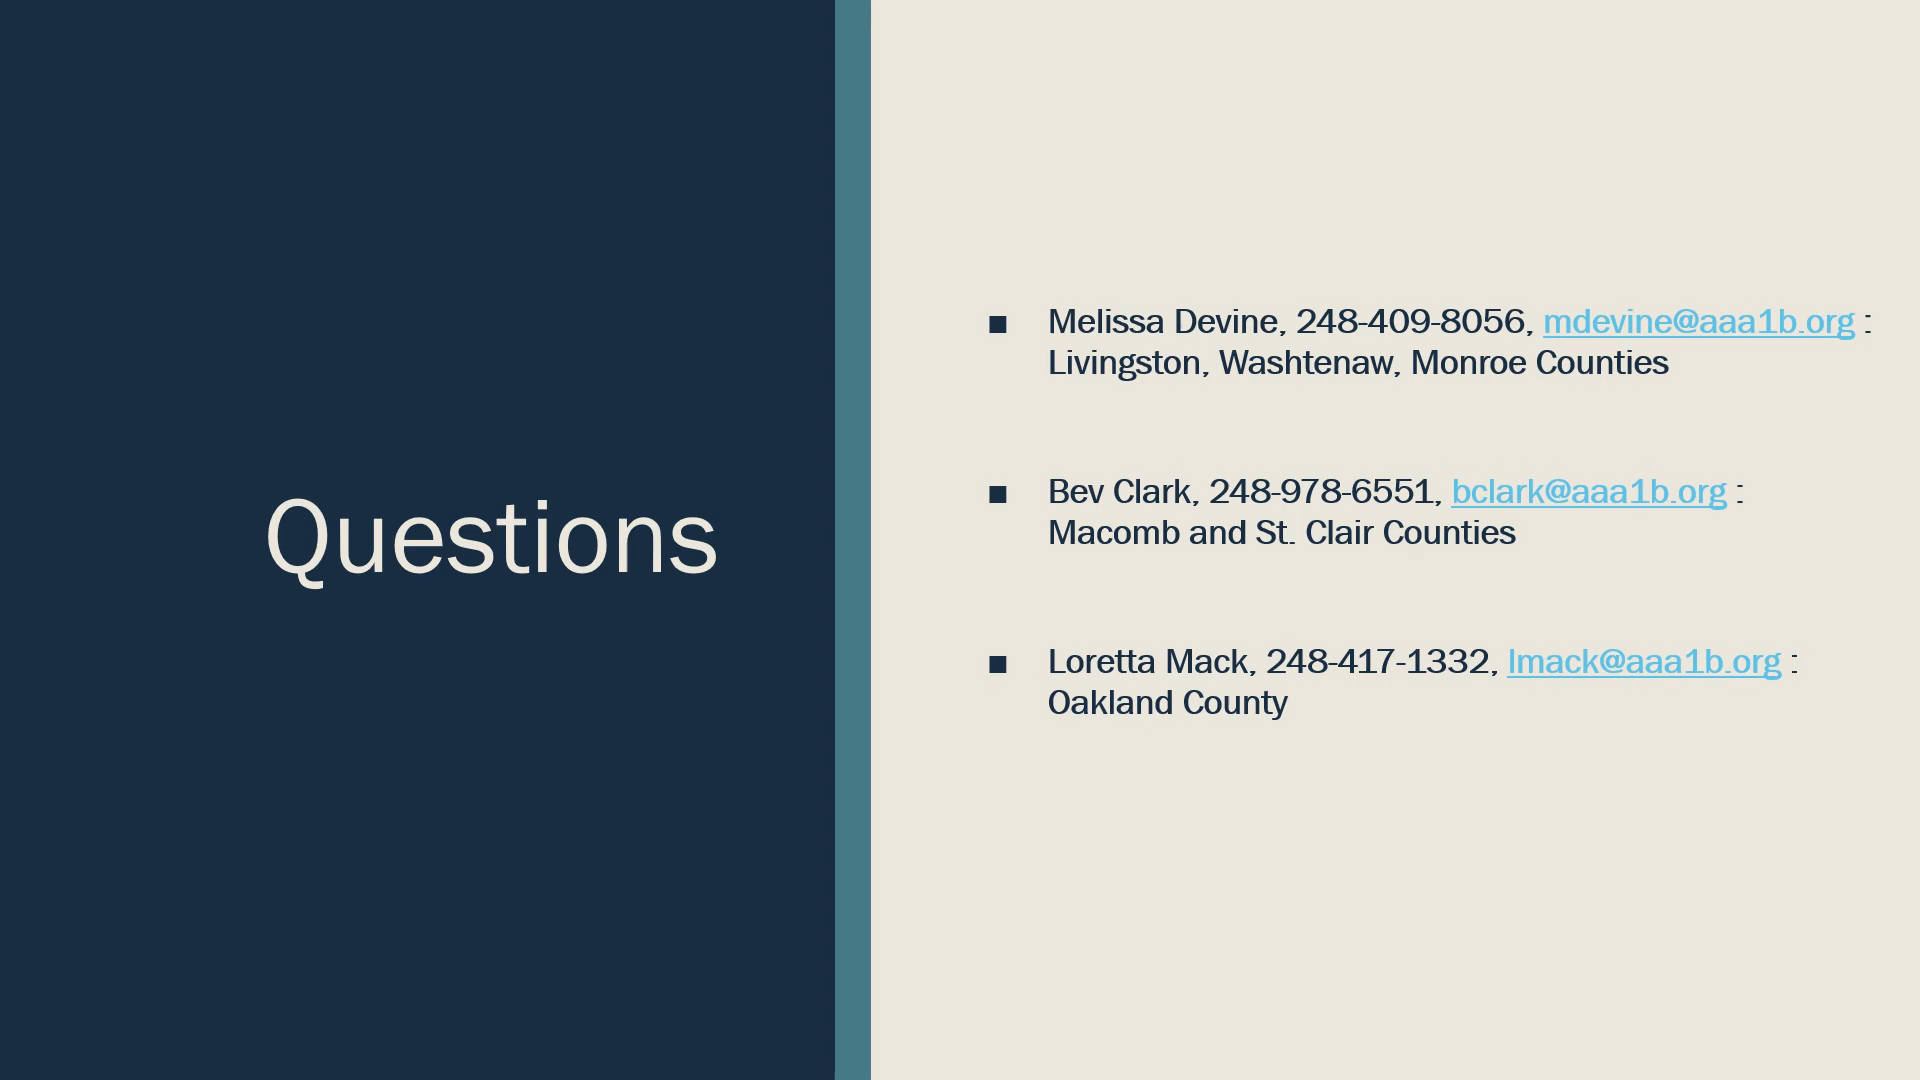 Questions
■ Melissa Devine, 248-409-8056, mdevine@aaa1b.org :
Livingston, Washtenaw, Monroe Counties
■ Bev Clark, 248-978-6551, bclark@aaa1b.org :
Macomb and St. Clair Counties
■ Loretta Mack, 248-417-1332, lmack@aaa1b.org :
Oakland County